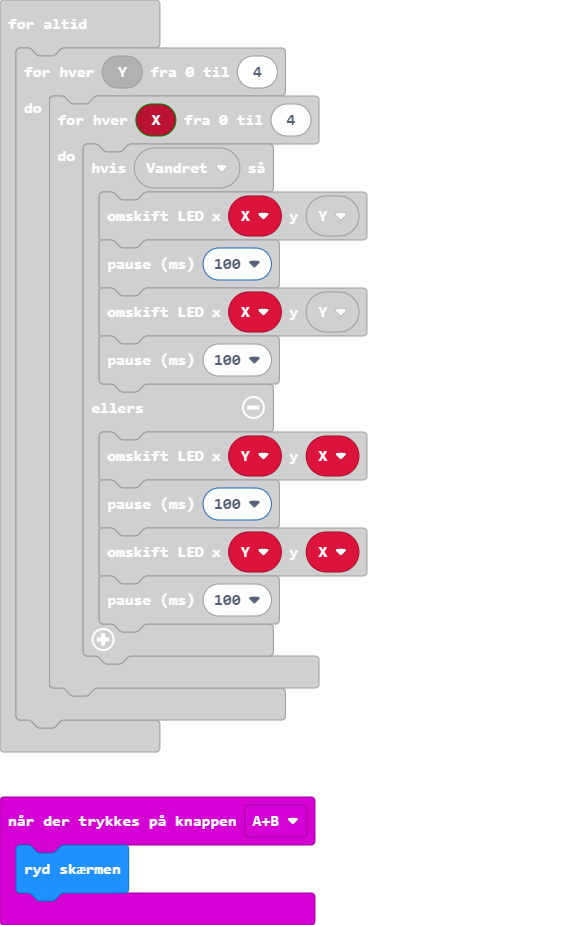 for altid
for hver Y fra 0 til 4
do
for hver X fra 0 til 4
do
hvis Vandret så
omskift LED x X y Y
pause (ms) 100
omskift LED x X y Y
pause (ms) 100
ellers
omskift LED x Y y X
pause (ms) 100
omskift LED x Y y X
pause (ms) 100
når der trykkes på knappen A+B
ryd skærmen